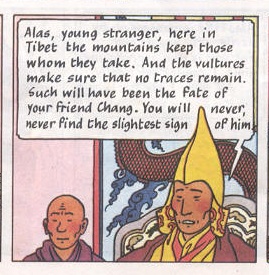 Alas, young stranger, here in
Tibet the mountains keep those
whom they take. And the vultures
make sure that no traces remain.
Such will have been the fate of
your friend Chang. You will never,
never find the slightest sign of him.